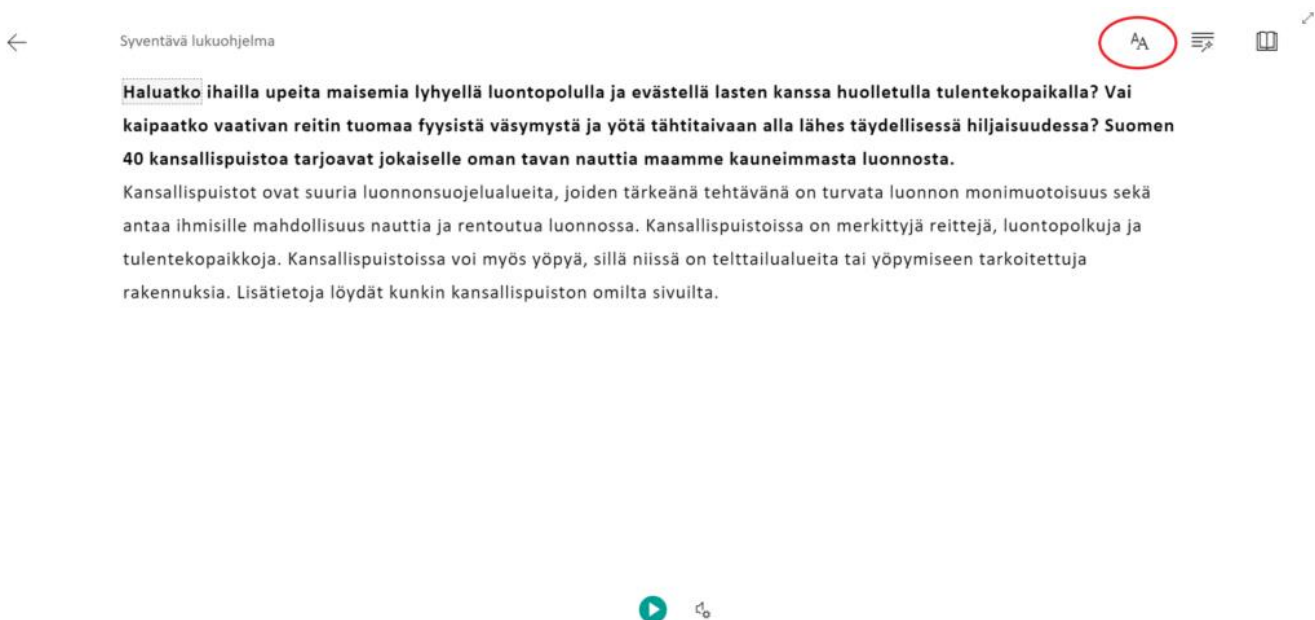 Syventävä lukuohjelma
AA
Haluatko ihailla upeita maisemia lyhyellä luontopolulla ja evästellä lasten kanssa huolletulla tulentekopaikalla? Vai
kaipaatko vaativan reitin tuomaa fyysistä väsymystä ja yötä tähtitaivaan alla lähes täydellisessä hiljaisuudessa? Suomen
40 kansallispuistoa tarjoavat jokaiselle oman tavan nauttia maamme kauneimmasta luonnosta.
Kansallispuistot ovat suuria luonnonsuojelualueita, joiden tärkeänä tehtävänä on turvata luonnon monimuotoisuus sekä
antaa ihmisille mahdollisuus nauttia ja rentoutua luonnossa. Kansallispuistoissa on merkittyjä reittejä, luontopolkuja ja
tulentekopaikkoja. Kansallispuistoissa voi myös yöpyä, sillä niissä on telttailualueita tai yöpymiseen tarkoitettuja
rakennuksia. Lisätietoja löydät kunkin kansallispuiston omilta sivuilta.